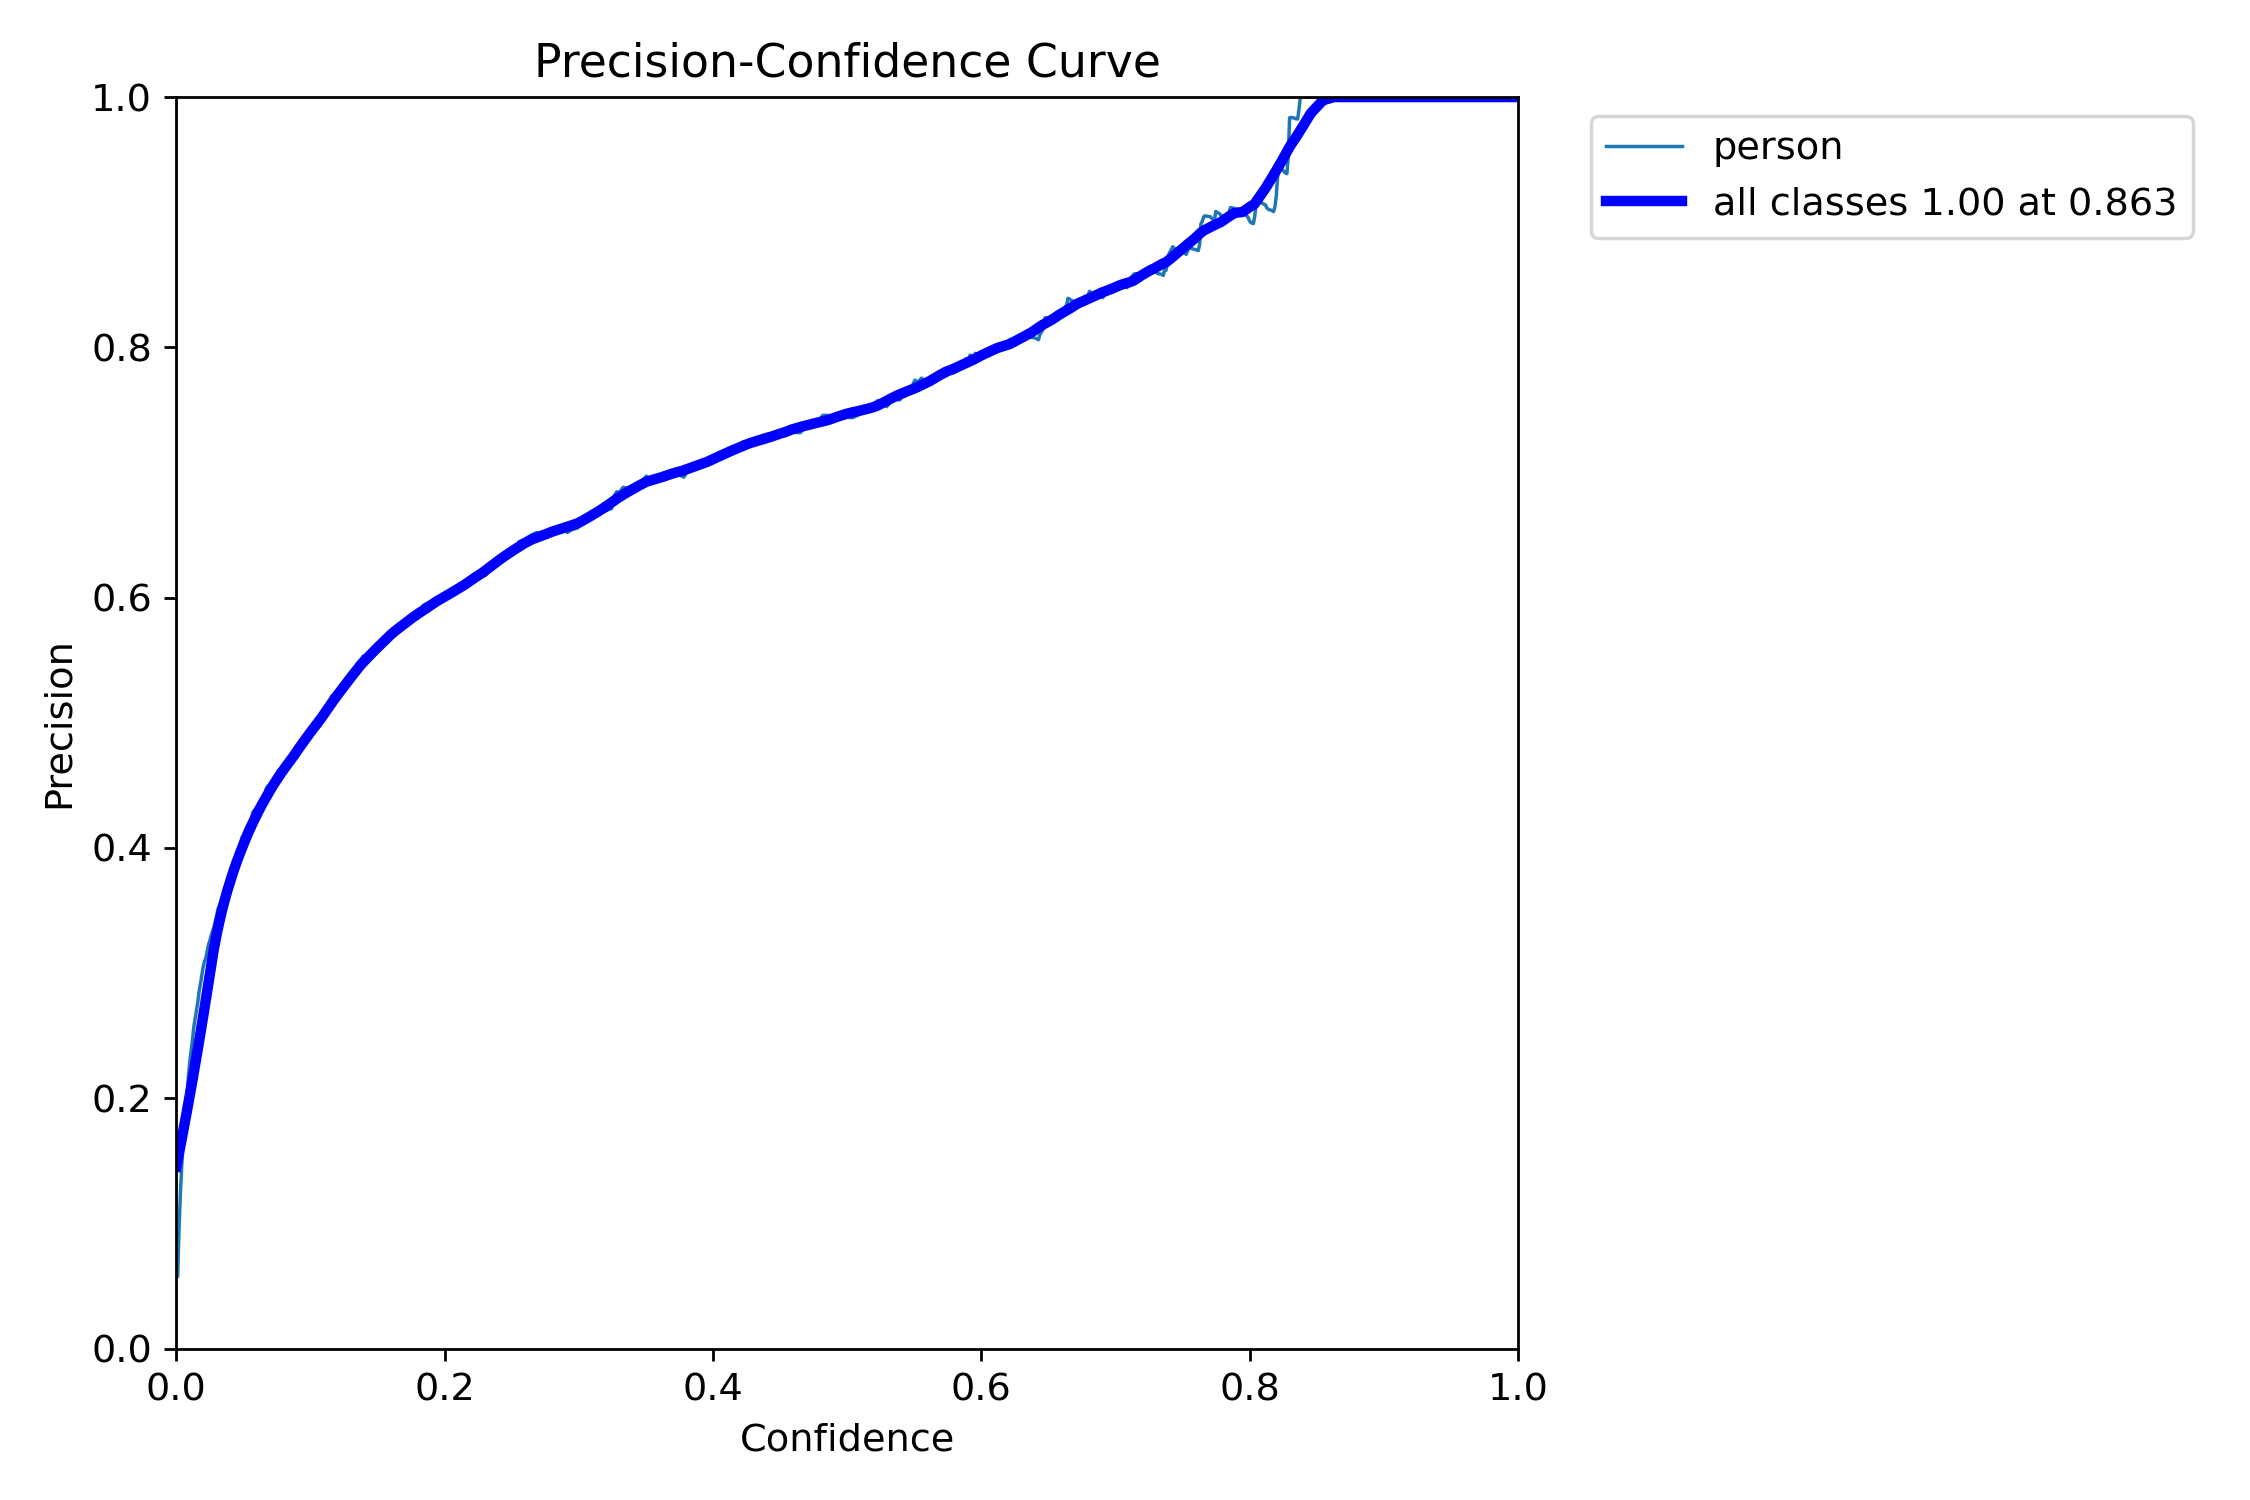 Precision-Confidence Curve
1.0
0.8
0.6
0.4
0.2
0.0
Precision
0.0 0.2 0.4 0.6 0.8 1.0
Confidence
person
all classes 1.00 at 0.863